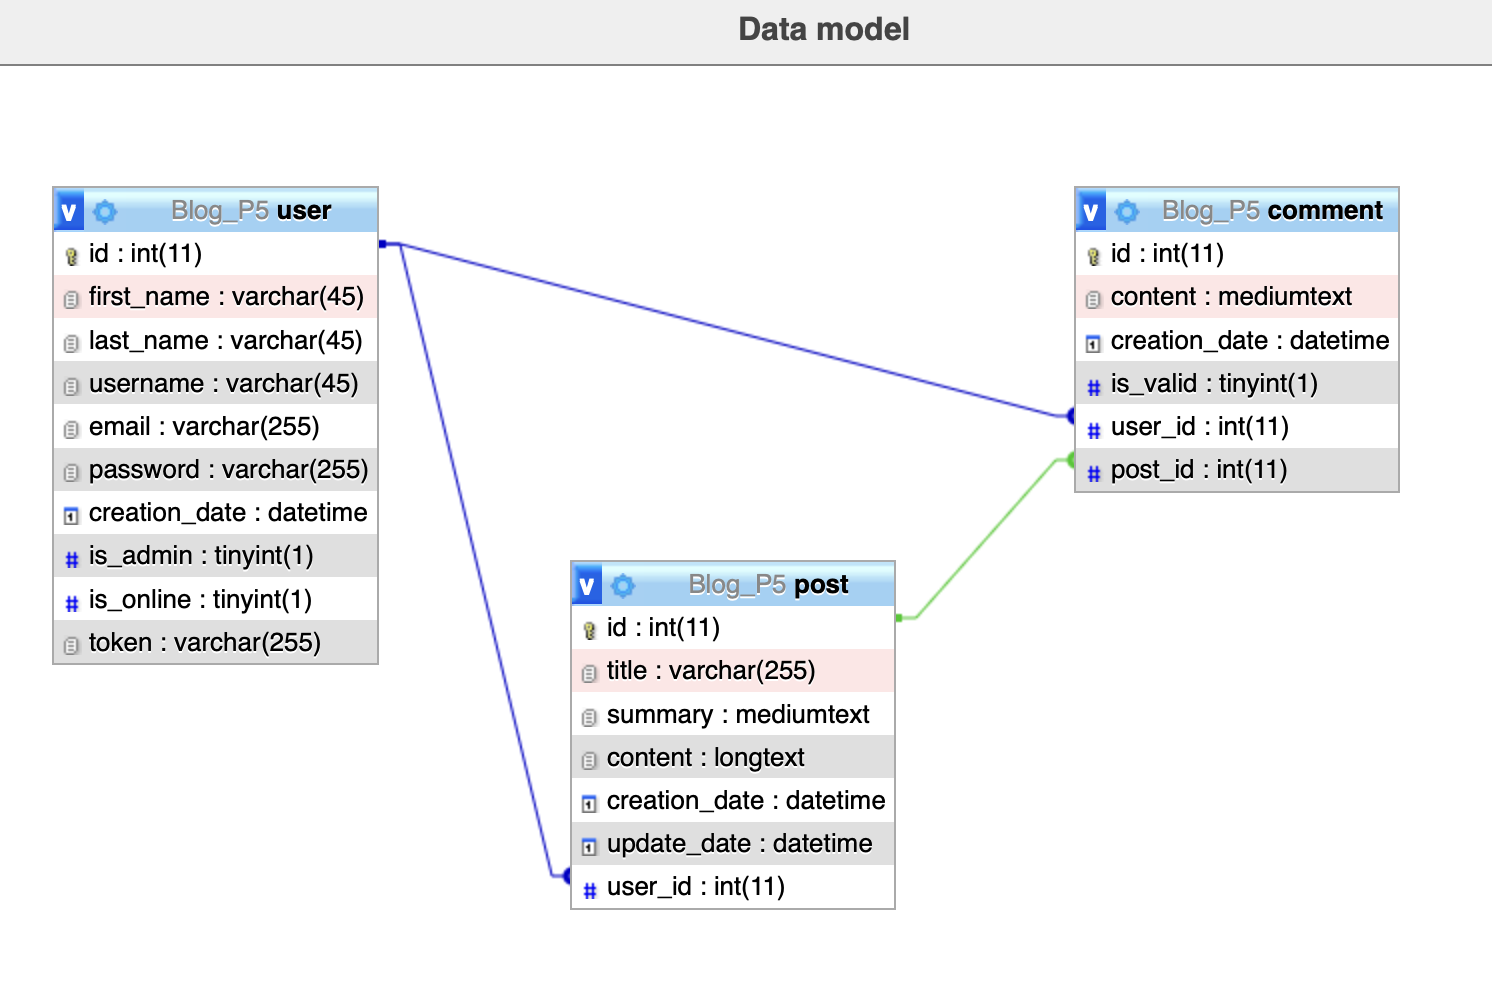 Data model
Blog_P5 user
id : int(11)
first_name : varchar(45)
last_name : varchar(45)
username : varchar(45)
email : varchar(255)
password : varchar(255)
creation_date : datetime
is_admin : tinyint(1)
is_online : tinyint(1)
token : varchar(255)
Blog_P5 comment
id : int(11)
content : mediumtext
creation_date : datetime
is_valid : tinyint(1)
user_id : int(11)
post_id : int(11)
Blog_P5 post
id : int(11)
title : varchar(255)
summary : mediumtext
content : longtext
creation_date : datetime
update_date : datetime
user_id : int(11)